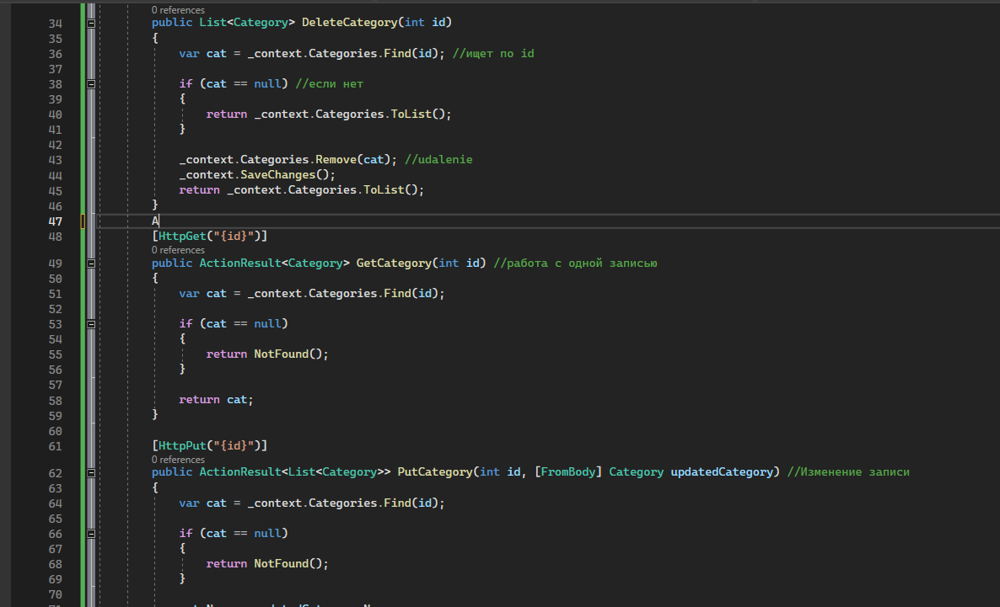 0 references
34 public List<Category> DeleteCategory(int id)
35 {
36 var cat = _context.Categories.Find(id); //ищет по id
37
38 if (cat == null) //если нет
39 {
40 return _context.Categories.ToList();
41 }
42
43 _context.Categories.Remove(cat); //udalenie
44 _context.SaveChanges();
45 return _context.Categories.ToList();
46 }
47 A
48 [HttpGet("{id}")]
0 references
49 public ActionResult<Category> GetCategory(int id) //работа с одной записью
50 {
51 var cat = _context.Categories.Find(id);
52
53 if (cat == null)
54 {
55 return NotFound();
56 }
57
58 return cat;
59 }
60
61 [HttpPut("{id}")]
0 references
62 public ActionResult<List<Category>> PutCategory(int id, [FromBody] Category updatedCategory) //Изменение записи
63 {
64 var cat = _context.Categories.Find(id);
65
66 if (cat == null)
67 {
68 return NotFound();
69 }
70